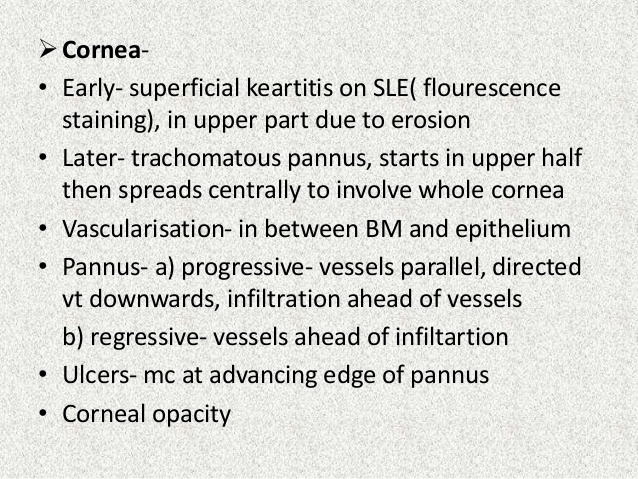 ➢ Cornea-
• Early- superficial keartitis on SLE( flourescence
staining), in upper part due to erosion
• Later- trachomatous pannus, starts in upper half
then spreads centrally to involve whole cornea
• Vascularisation- in between BM and epithelium
• Pannus- a) progressive- vessels parallel, directed
vt downwards, infiltration ahead of vessels
b) regressive- vessels ahead of infiltartion
• Ulcers- mc at advancing edge of pannus
• Corneal opacity